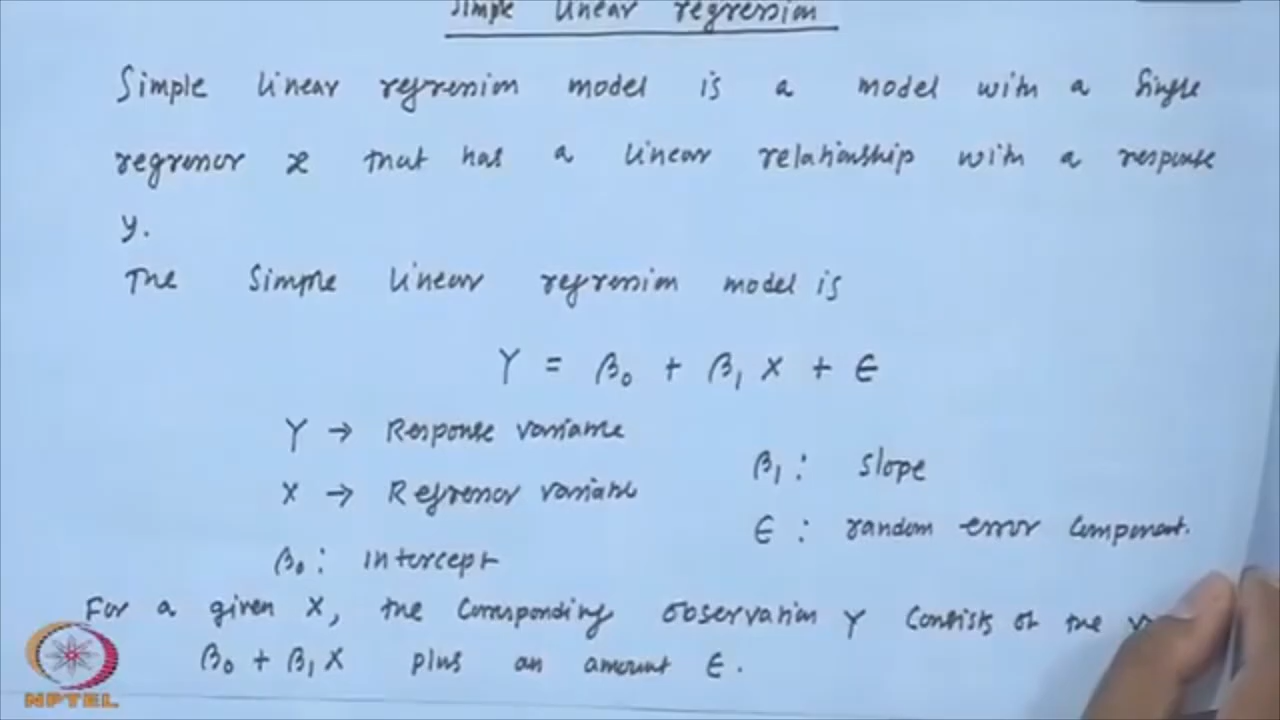 Simple linear regression
Simple linear regression model is a model with a single
regressor x that has a linear relationship with a response
y.
The Simple linear regression model is
Y = β₀ + β₁ X + ϵ
Y → Response variable
X → Regressor variable
β₀ : intercept
β₁ : slope
ϵ : random error component.
For a given X, the corresponding observation Y consists of the
β₀ + β₁ X plus an amount ϵ.
NPTEL